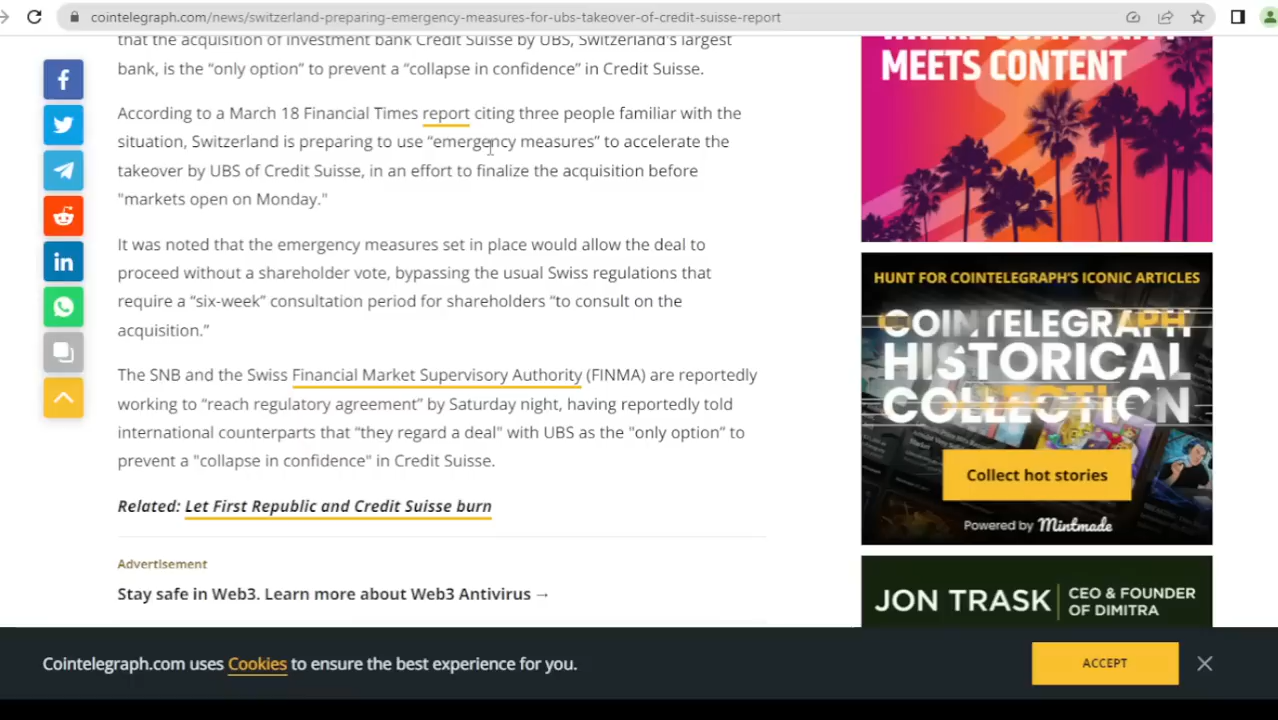 cointelegraph.com/news/switzerland-preparing-emergency-measures-for-ubs-takeover-of-credit-suisse-report
that the acquisition of investment bank Credit Suisse by UBS, Switzerland's largest
bank, is the “only option” to prevent a “collapse in confidence” in Credit Suisse.
According to a March 18 Financial Times report citing three people familiar with the
situation, Switzerland is preparing to use “emergency measures” to accelerate the
takeover by UBS of Credit Suisse, in an effort to finalize the acquisition before
"markets open on Monday."
It was noted that the emergency measures set in place would allow the deal to
proceed without a shareholder vote, bypassing the usual Swiss regulations that
require a “six-week” consultation period for shareholders “to consult on the
acquisition.”
The SNB and the Swiss Financial Market Supervisory Authority (FINMA) are reportedly
working to “reach regulatory agreement” by Saturday night, having reportedly told
international counterparts that “they regard a deal" with UBS as the "only option” to
prevent a "collapse in confidence" in Credit Suisse.
Related: Let First Republic and Credit Suisse burn
Advertisement
Stay safe in Web3. Learn more about Web3 Antivirus →
MEETS CONTENT
HUNT FOR COINTELEGRAPH'S ICONIC ARTICLES
COINTELEGRAPH
HISTORICAL
COLLECTION
Collect hot stories
Powered by Mintmade
JON TRASK CEO & FOUNDER
OF DIMITRA
Cointelegraph.com uses Cookies to ensure the best experience for you.
ACCEPT